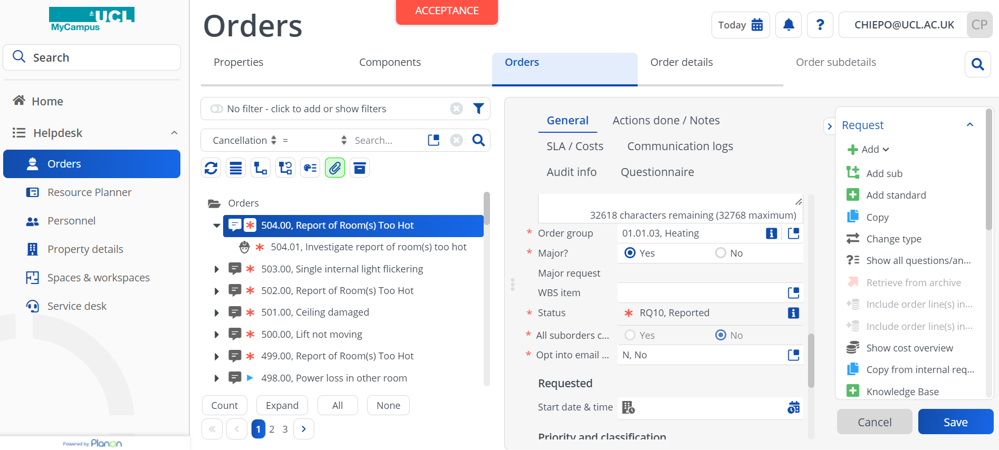 UCL
MyCampus
Search
Home
Helpdesk
Orders
Resource Planner
Personnel
Property details
Spaces & workspaces
Service desk
Powered by Planon
Orders
ACCEPTANCE
Today
?
CHIEPO@UCL.AC.UK
CP
Properties
Components
Orders
Order details
Order subdetails
No filter - click to add or show filters
Cancellation = Search...
Orders
504.00, Report of Room(s) Too Hot
504.01, Investigate report of room(s) too hot
503.00, Single internal light flickering
502.00, Report of Room(s) Too Hot
501.00, Ceiling damaged
500.00, Lift not moving
499.00, Report of Room(s) Too Hot
498.00, Power loss in other room
Count
Expand
All
None
« ‹ 1 2 3 ›
General
Actions done / Notes
SLA / Costs
Communication logs
Audit info
Questionnaire
32618 characters remaining (32768 maximum)
* Order group 01.01.03, Heating
* Major? Yes No
Major request
WBS item
* Status RQ10, Reported
* All suborders c... Yes No
* Opt into email ... N, No
Requested
Start date & time
Priority and classification
Request
Add
Add sub
Add standard
Copy
Change type
Show all questions/an...
Retrieve from archive
Include order line(s) in...
Include order line(s) in...
Show cost overview
Copy from internal req...
Knowledge Base
Cancel
Save